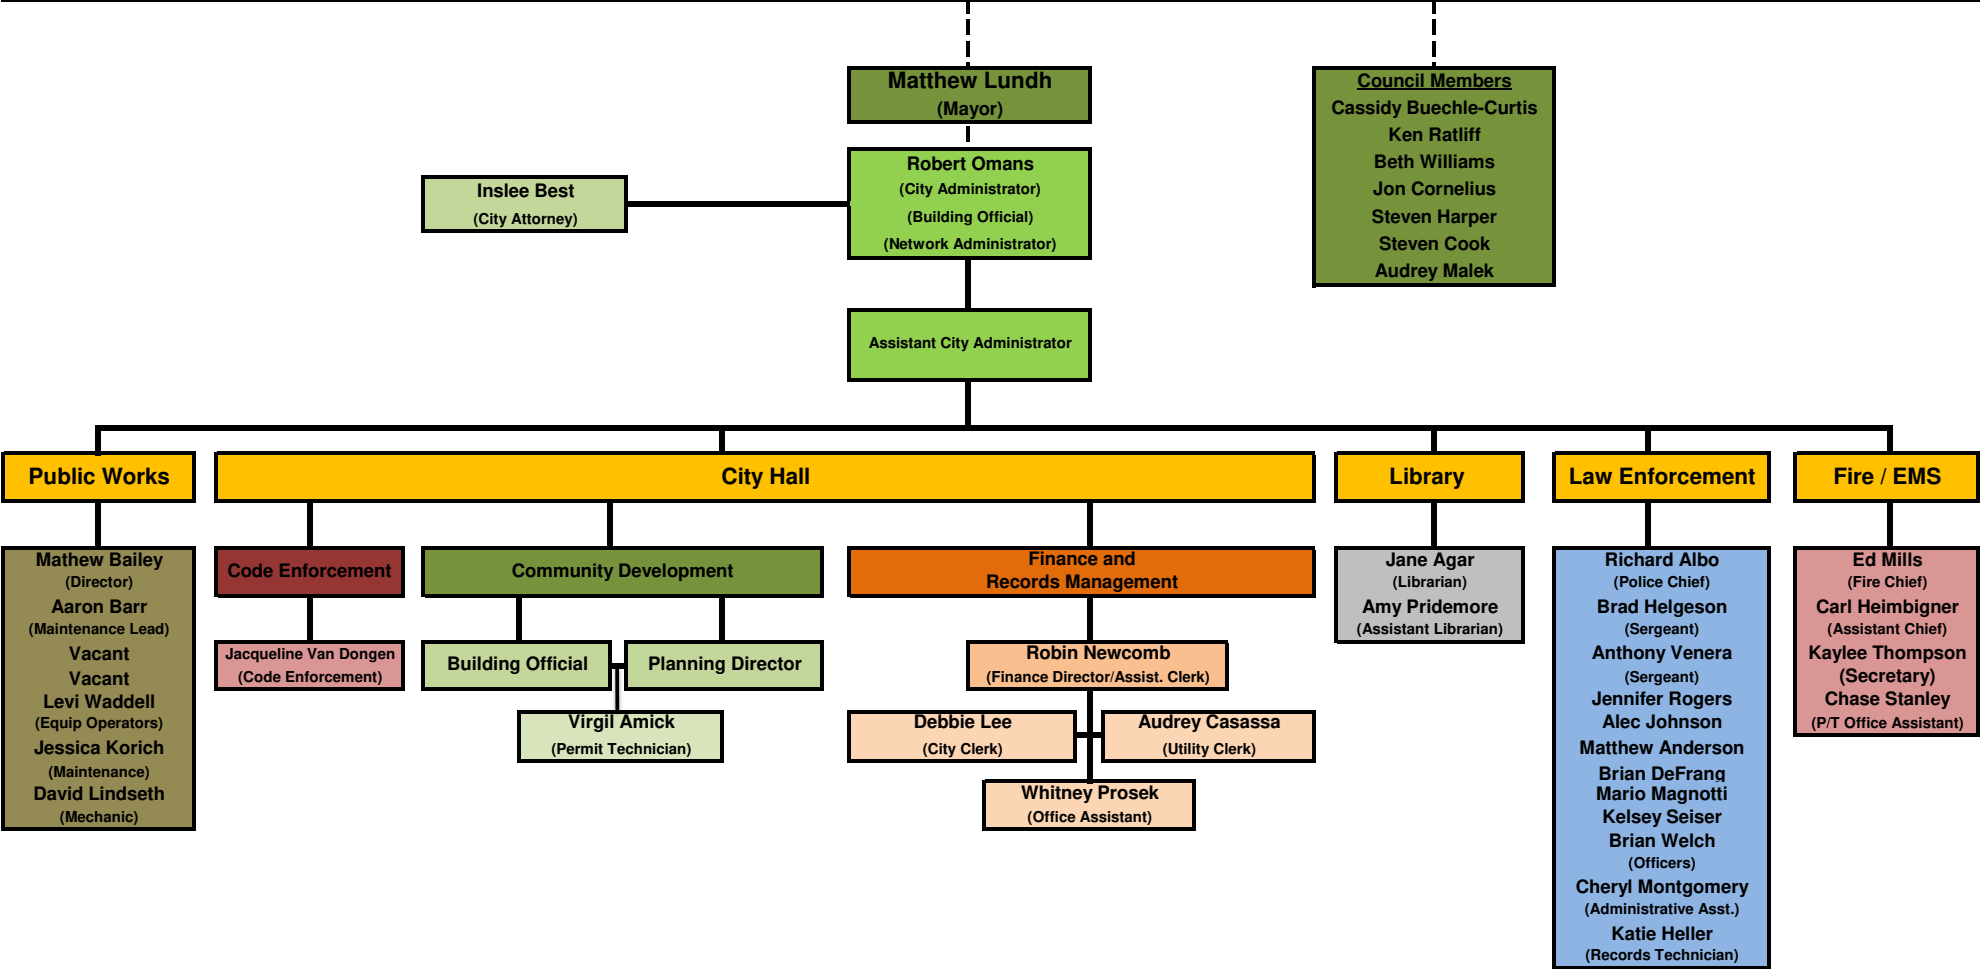 Matthew Lundh
(Mayor)
Council Members
Cassidy Buechle-Curtis
Ken Ratliff
Beth Williams
Jon Cornelius
Steven Harper
Steven Cook
Audrey Malek
Robert Omans
(City Administrator)
(Building Official)
(Network Administrator)
Inslee Best
(City Attorney)
Assistant City Administrator
Public Works
City Hall
Library
Law Enforcement
Fire / EMS
Mathew Bailey
(Director)
Aaron Barr
(Maintenance Lead)
Vacant
Vacant
Levi Waddell
(Equip Operators)
Jessica Korich
(Maintenance)
David Lindseth
(Mechanic)
Code Enforcement
Jacqueline Van Dongen
(Code Enforcement)
Community Development
Building Official
Planning Director
Virgil Amick
(Permit Technician)
Finance and
Records Management
Robin Newcomb
(Finance Director/Assist. Clerk)
Debbie Lee
(City Clerk)
Audrey Casassa
(Utility Clerk)
Whitney Prosek
(Office Assistant)
Jane Agar
(Librarian)
Amy Pridemore
(Assistant Librarian)
Richard Albo
(Police Chief)
Brad Helgeson
(Sergeant)
Anthony Venera
(Sergeant)
Jennifer Rogers
Alec Johnson
Matthew Anderson
Brian DeFrang
Mario Magnotti
Kelsey Seiser
Brian Welch
(Officers)
Cheryl Montgomery
(Administrative Asst.)
Katie Heller
(Records Technician)
Ed Mills
(Fire Chief)
Carl Heimbigner
(Assistant Chief)
Kaylee Thompson
(Secretary)
Chase Stanley
(P/T Office Assistant)